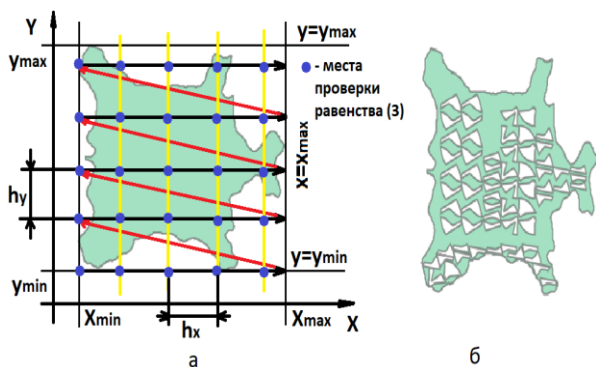 Y
y=ymax
ymax
- места
проверки
равенства (3)
X=Xmax
hy
y=ymin
ymin
Xmin
hx
Xmax
X
а
б